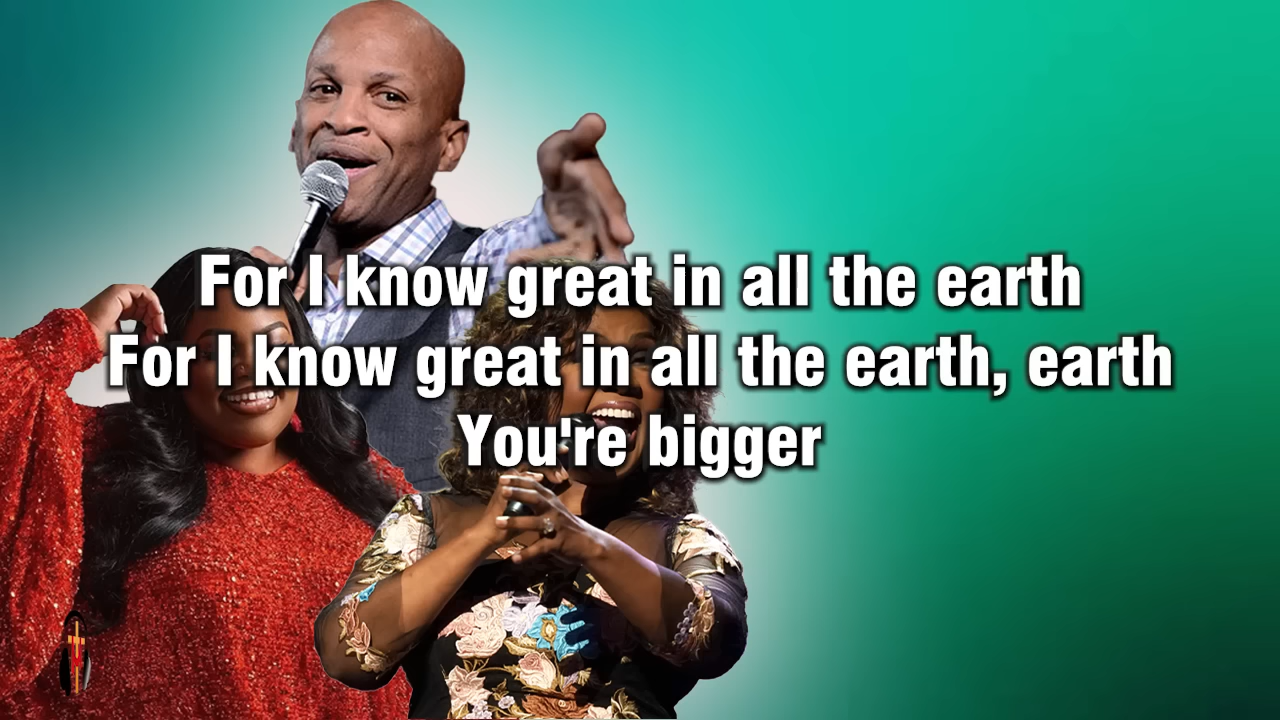 For I know great in all the earth
For I know great in all the earth, earth
You're bigger